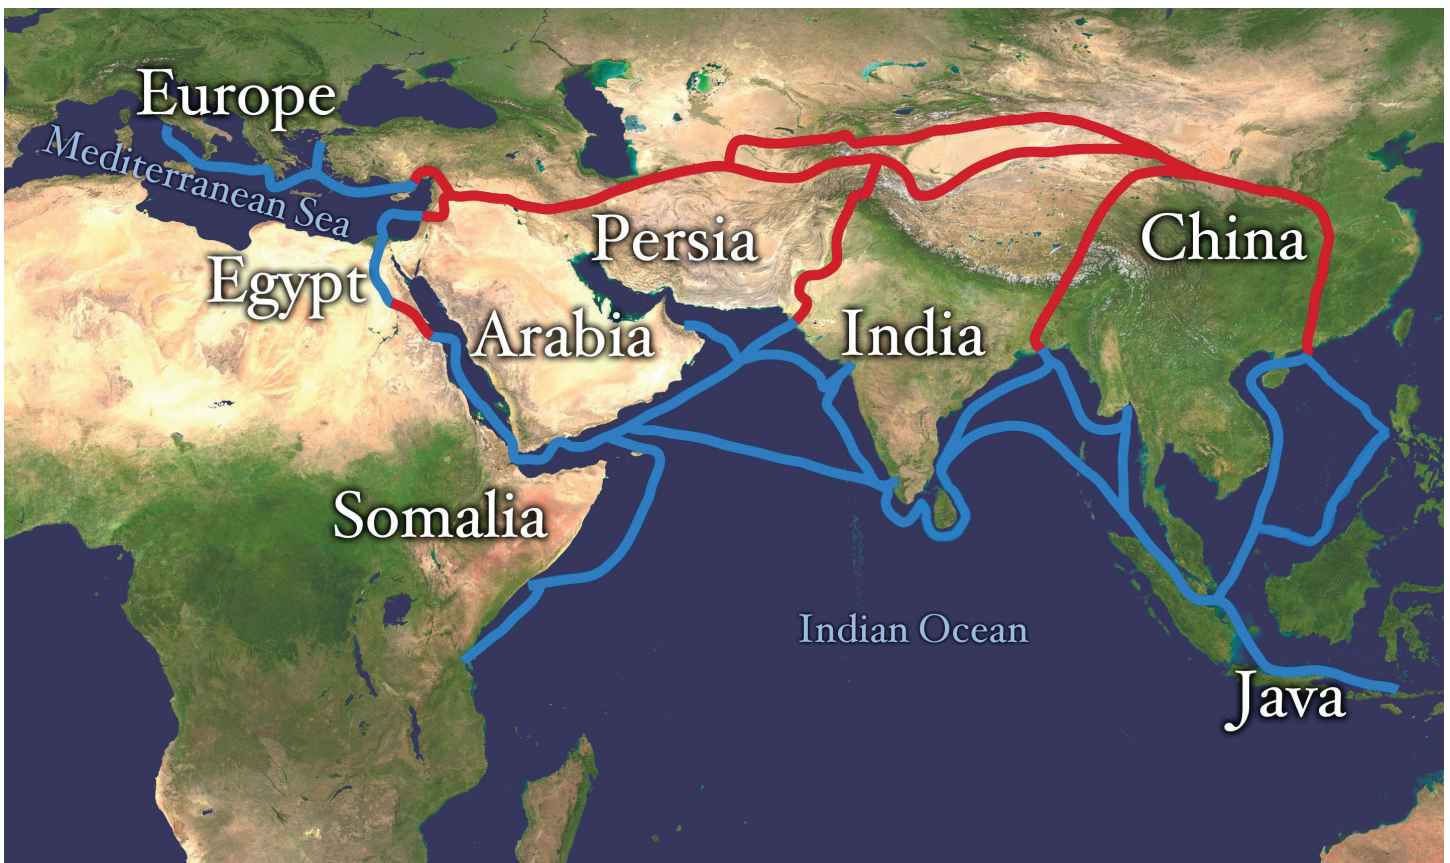 Europe
Mediterranean Sea
Egypt
Persia
China
Arabia
India
Somalia
Indian Ocean
Java